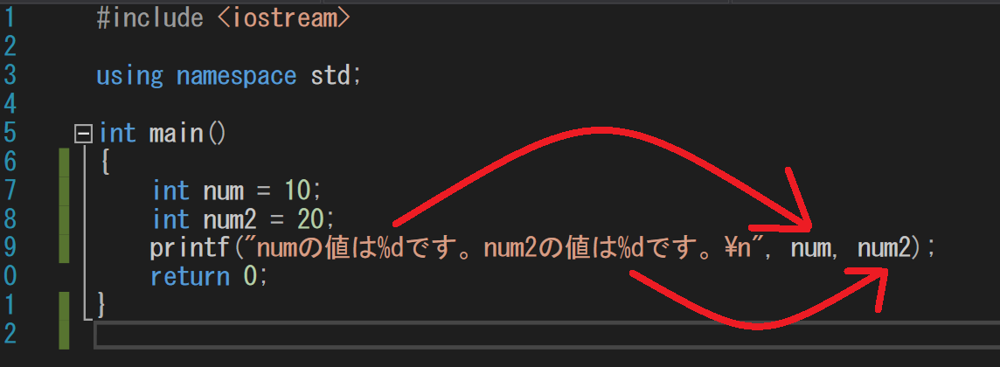 1 #include <iostream>
2
3 using namespace std;
4
5 int main()
6 {
7 int num = 10;
8 int num2 = 20;
9 printf("numの値は%dです。num2の値は%dです。¥n", num, num2);
0 return 0;
1 }
2